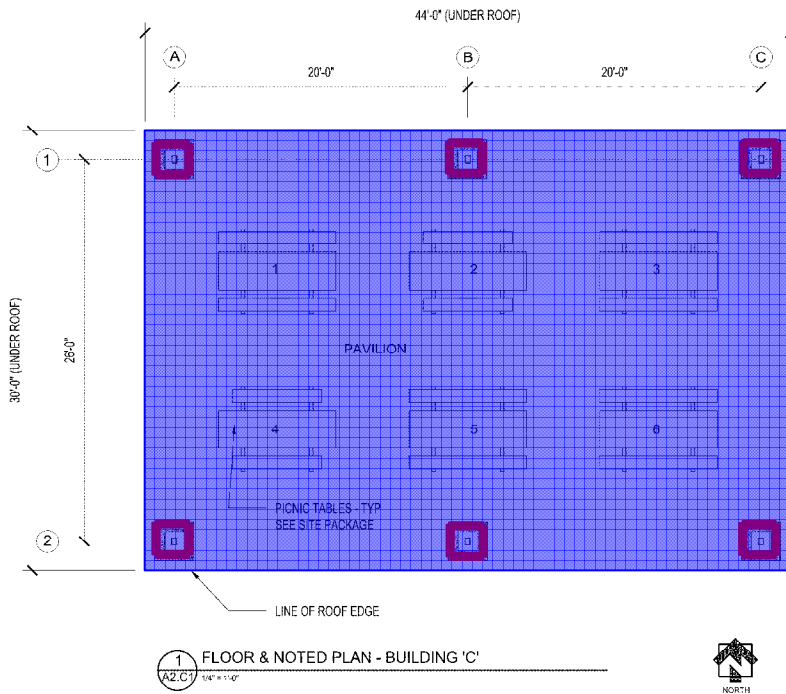 44'-0" (UNDER ROOF)
A
B
C
20'-0"
20'-0"
1
1
2
3
30'-0" (UNDER ROOF)
26'-0"
PAVILION
4
5
6
PICNIC TABLES - TYP
SEE SITE PACKAGE
2
LINE OF ROOF EDGE
1
FLOOR & NOTED PLAN - BUILDING 'C'
A2.C1
1/4" = 1'-0"
N
NORTH